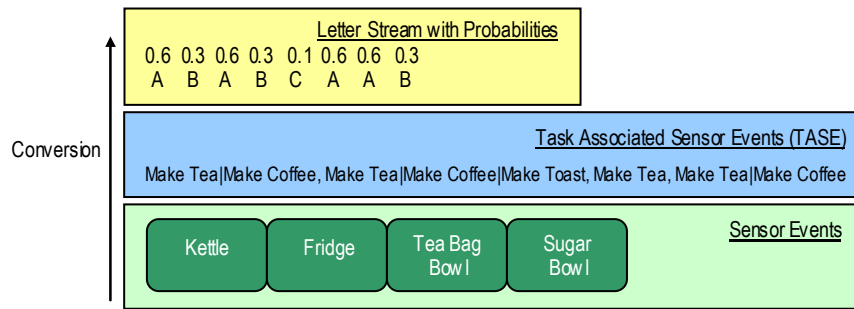 Letter Stream with Probabilities
0.6 0.3 0.6 0.3 0.1 0.6 0.6 0.3
A B A B C A A B
Conversion
Task Associated Sensor Events (TASE)
Make Tea|Make Coffee, Make Tea|Make Coffee|Make Toast, Make Tea, Make Tea|Make Coffee
Sensor Events
Kettle
Fridge
Tea Bag
Bowl
Sugar
Bowl